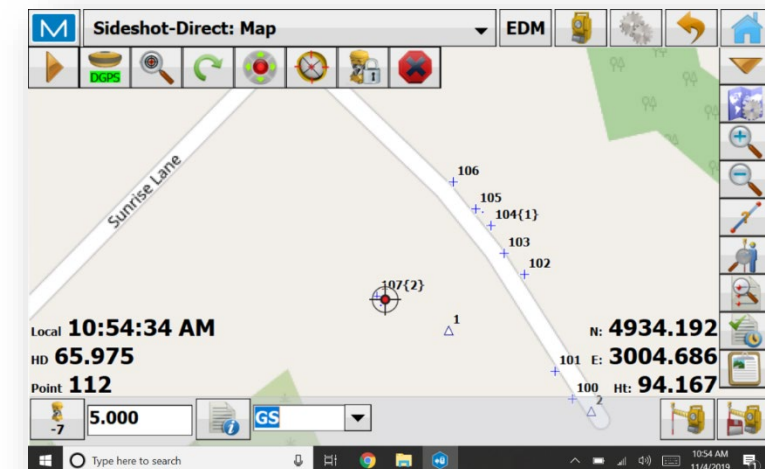 M Sideshot-Direct: Map EDM
DGPS
106
Sunrise Lane
105
104{1}
103
102
107{2}
1
Local 10:54:34 AM N: 4934.192
HD 65.975 101 E: 3004.686
Point 112 100 Ht: 94.167
2
-7 5.000 GS
Type here to search 10:54 AM
11/4/2019